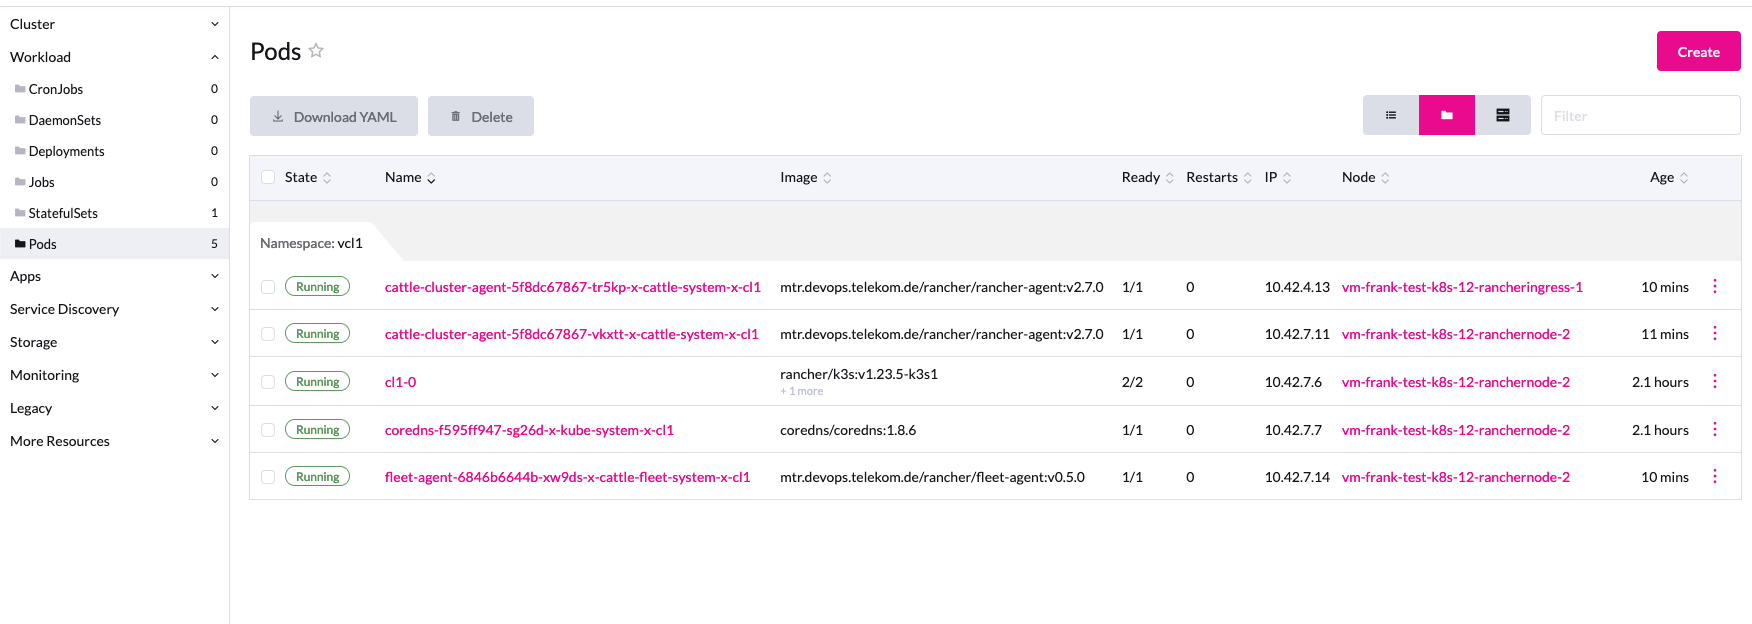 Cluster
Workload
CronJobs 0
DaemonSets 0
Deployments 0
Jobs 0
StatefulSets 1
Pods 5
Apps
Service Discovery
Storage
Monitoring
Legacy
More Resources
Pods
Create
Download YAML Delete
Filter
State Name Image Ready Restarts IP Node Age
Namespace: vcl1
Running cattle-cluster-agent-5f8dc67867-tr5kp-x-cattle-system-x-cl1 mtr.devops.telekom.de/rancher/rancher-agent:v2.7.0 1/1 0 10.42.4.13 vm-frank-test-k8s-12-rancheringress-1 10 mins
Running cattle-cluster-agent-5f8dc67867-vkxtt-x-cattle-system-x-cl1 mtr.devops.telekom.de/rancher/rancher-agent:v2.7.0 1/1 0 10.42.7.11 vm-frank-test-k8s-12-ranchernode-2 11 mins
Running cl1-0 rancher/k3s:v1.23.5-k3s1 2/2 0 10.42.7.6 vm-frank-test-k8s-12-ranchernode-2 2.1 hours
+ 1 more
Running coredns-f595ff947-sg26d-x-kube-system-x-cl1 coredns/coredns:1.8.6 1/1 0 10.42.7.7 vm-frank-test-k8s-12-ranchernode-2 2.1 hours
Running fleet-agent-6846b6644b-xw9ds-x-cattle-fleet-system-x-cl1 mtr.devops.telekom.de/rancher/fleet-agent:v0.5.0 1/1 0 10.42.7.14 vm-frank-test-k8s-12-ranchernode-2 10 mins